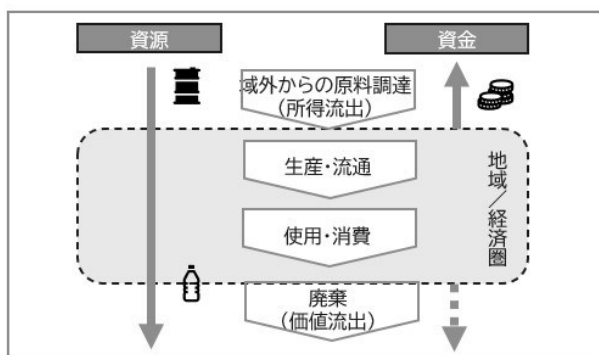 資源
資金
域外からの原料調達
(所得流出)
生産・流通
使用・消費
地域／経済圏
廃棄
(価値流出)